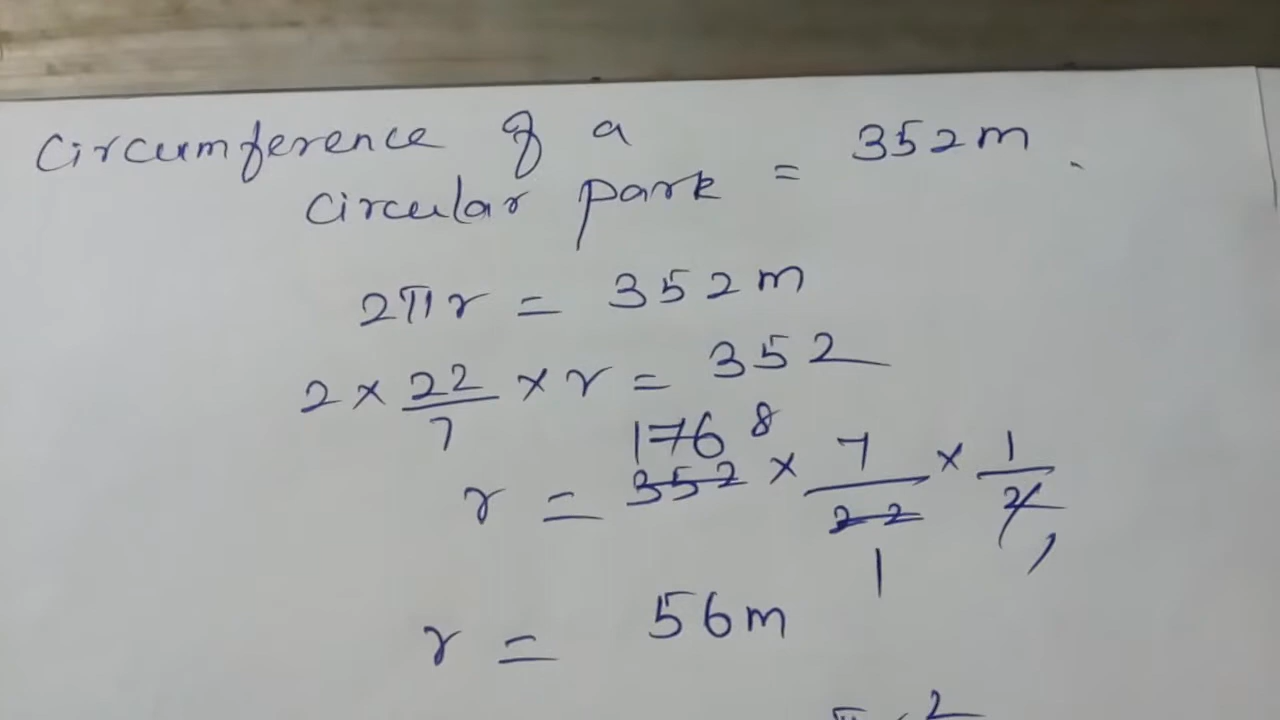 Circumference of a
circular park = 352m
2πr = 352m
2 × 22/7 × r = 352
176 8
r = 352 × 7/22 × 1/2
1
r = 56m